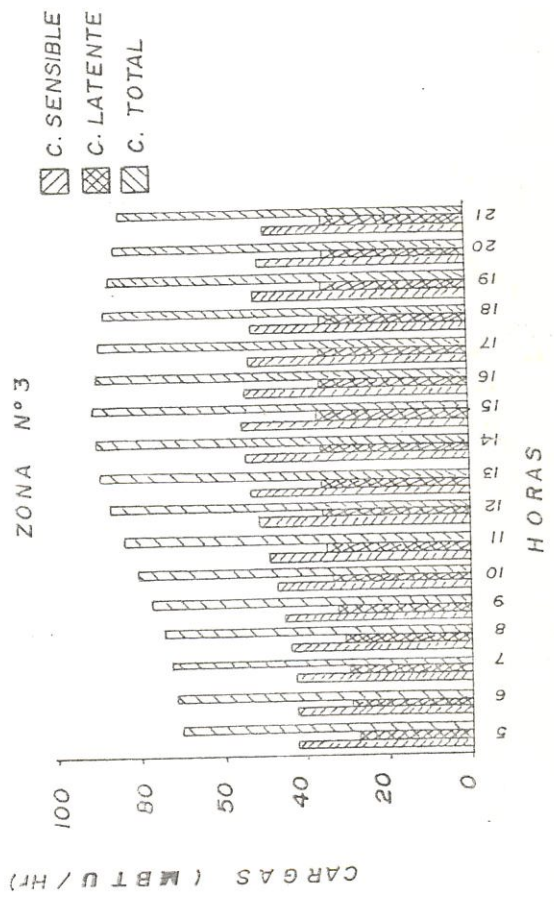 ZONA N°3
C. SENSIBLE
C. LATENTE
C. TOTAL
CARGAS (MBTU/Hr)
100
80
60
40
20
0
5 6 7 8 9 10 11 12 13 14 15 16 17 18 19 20 21
HORAS